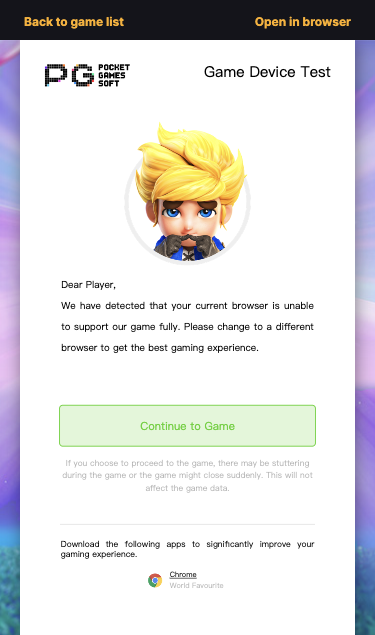 Back to game list
Open in browser
PG POCKET GAMES SOFT
Game Device Test
Dear Player,
We have detected that your current browser is unable
to support our game fully. Please change to a different
browser to get the best gaming experience.
Continue to Game
If you choose to proceed to the game, there may be stuttering
during the game or the game might close suddenly. This will not
affect the game data.
Download the following apps to significantly improve your
gaming experience.
Chrome
World Favourite